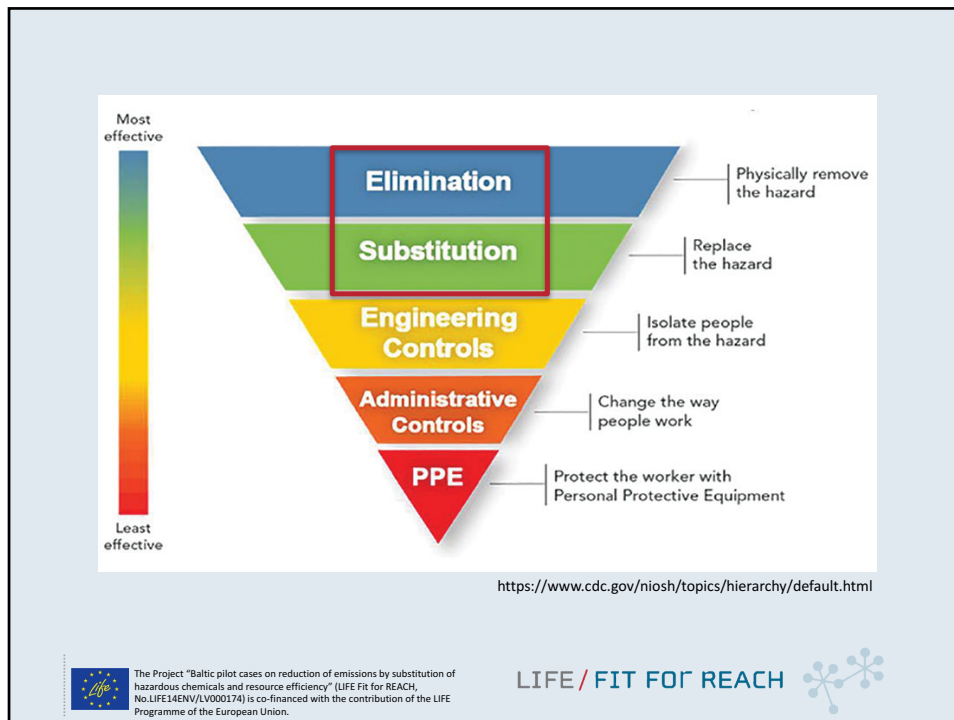 Most
effective
Elimination
Physically remove
the hazard
Substitution
Replace
the hazard
Engineering
Controls
Isolate people
from the hazard
Administrative
Controls
Change the way
people work
PPE
Protect the worker with
Personal Protective Equipment
Least
effective
https://www.cdc.gov/niosh/topics/hierarchy/default.html
Life
The Project “Baltic pilot cases on reduction of emissions by substitution of
hazardous chemicals and resource efficiency” (LIFE Fit for REACH,
No.LIFE14ENV/LV000174) is co-financed with the contribution of the LIFE
Programme of the European Union.
LIFE/FIT FOR REACH